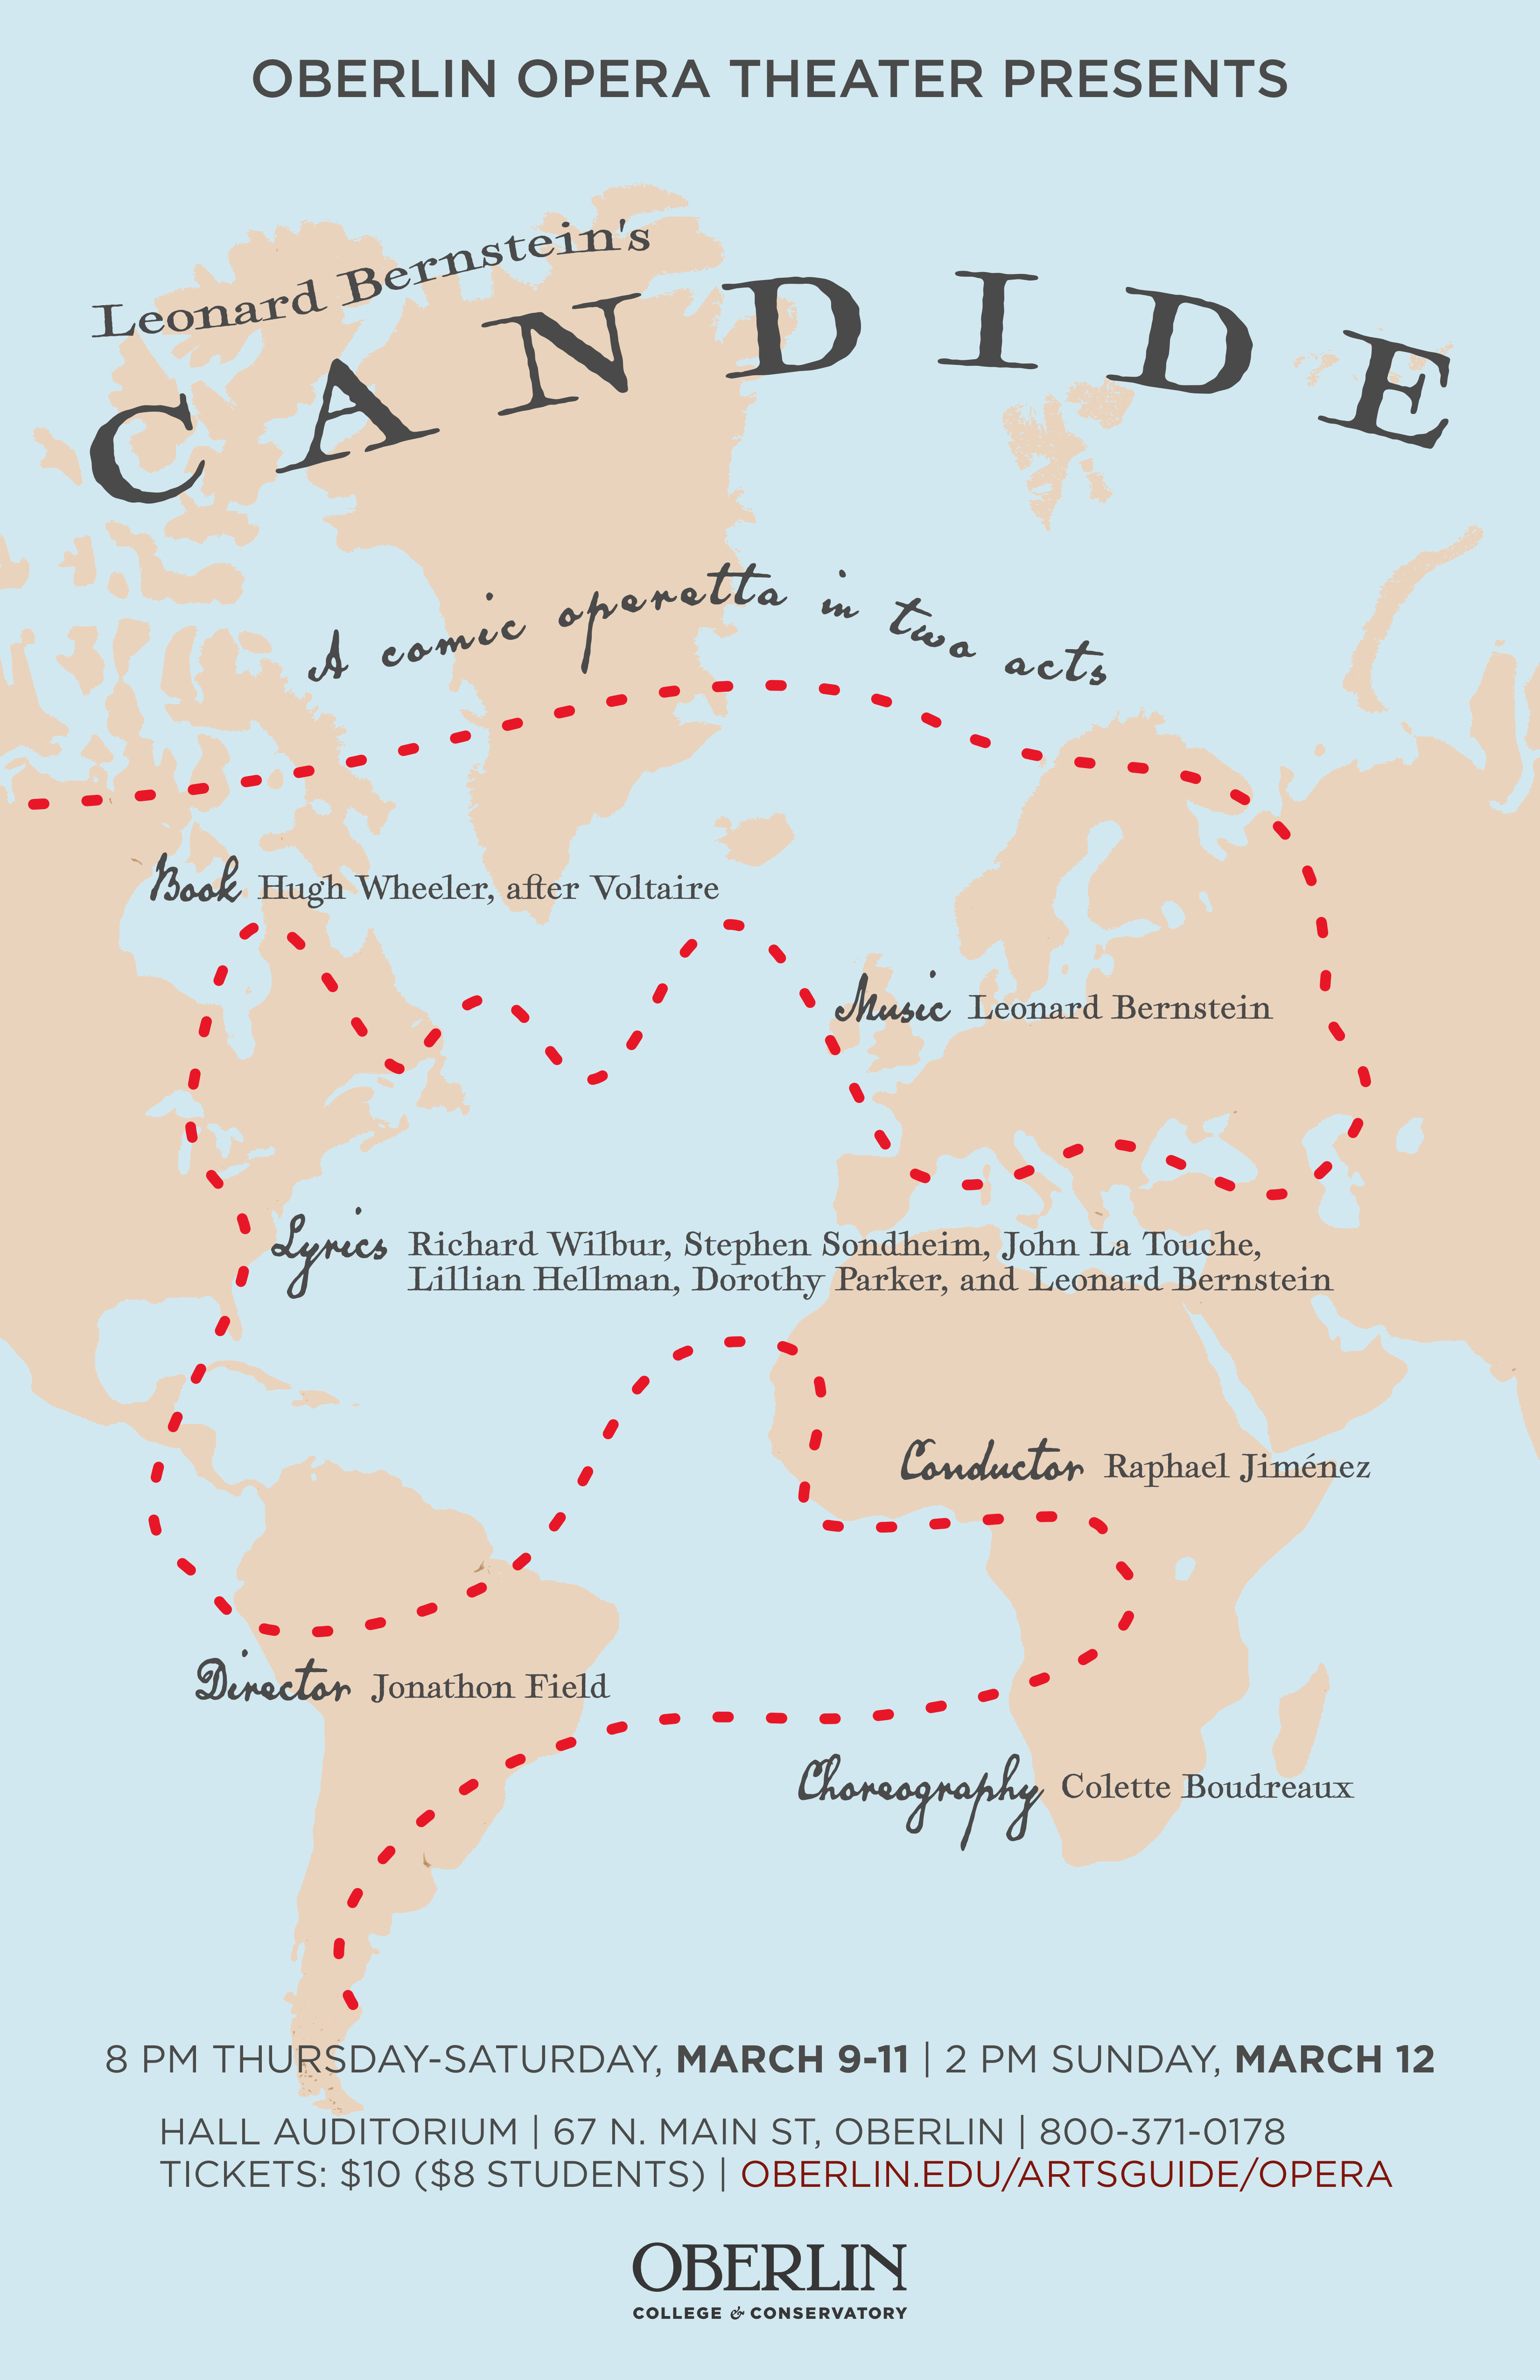 OBERLIN OPERA THEATER PRESENTS
Leonard Bernstein's
CANDIDE
A comic operetta in two acts
Book Hugh Wheeler, after Voltaire
Music Leonard Bernstein
Lyrics Richard Wilbur, Stephen Sondheim, John La Touche,
Lillian Hellman, Dorothy Parker, and Leonard Bernstein
Conductor Raphael Jiménez
Director Jonathon Field
Choreography Colette Boudreaux
8 PM THURSDAY-SATURDAY, MARCH 9-11 | 2 PM SUNDAY, MARCH 12
HALL AUDITORIUM | 67 N. MAIN ST, OBERLIN | 800-371-0178
TICKETS: $10 ($8 STUDENTS) | OBERLIN.EDU/ARTSGUIDE/OPERA
OBERLIN
COLLEGE & CONSERVATORY